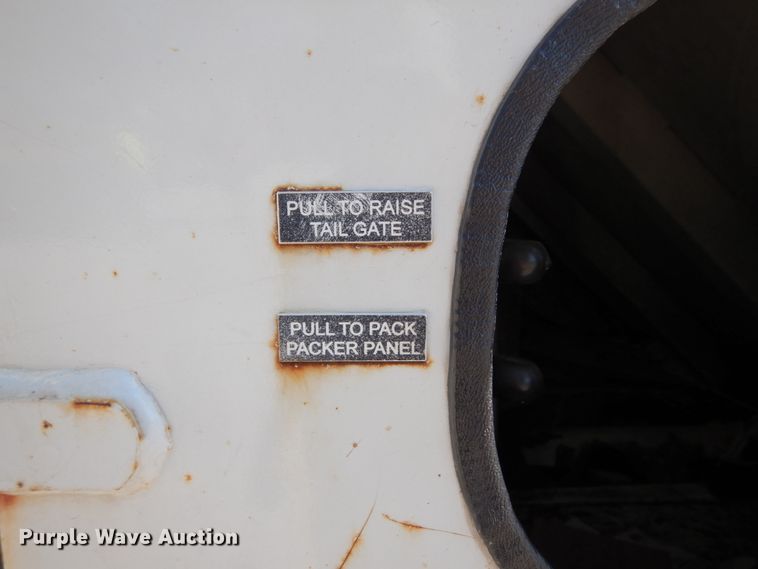 PULL TO RAISE
TAIL GATE
PULL TO PACK
PACKER PANEL
Purple Wave Auction